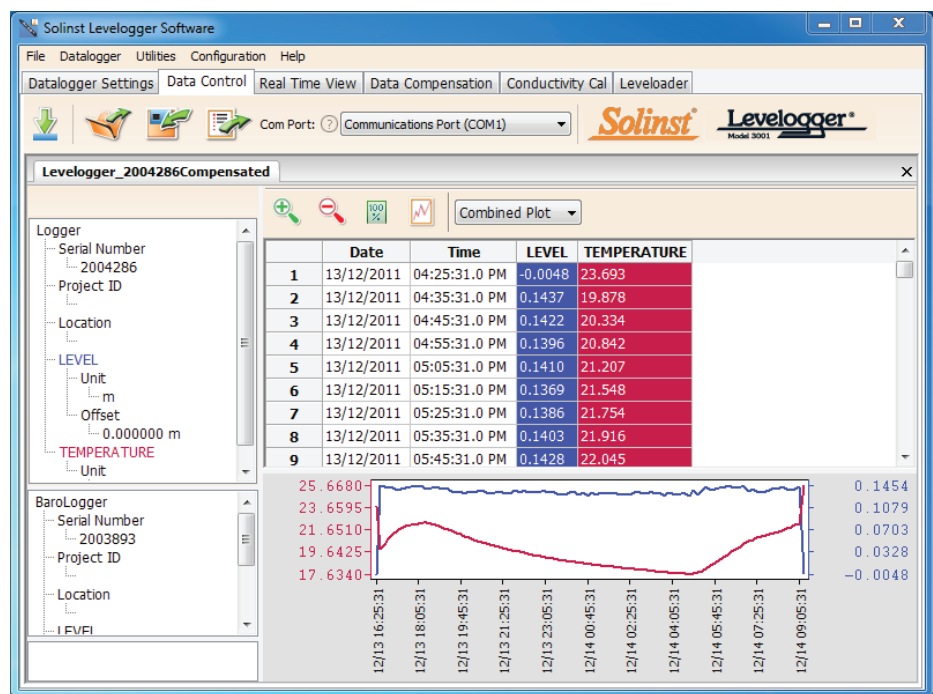 Solinst Levelogger Software
File Datalogger Utilities Configuration Help
Datalogger Settings Data Control Real Time View Data Compensation Conductivity Cal Leveloader
Com Port: ? Communications Port (COM1)
Solinst
Levelogger®
Model 3001
Levelogger_2004286Compensated X
100 %
Combined Plot
Logger
Serial Number
2004286
Project ID
Location
LEVEL
Unit
m
Offset
0.000000 m
TEMPERATURE
Unit
BaroLogger
Serial Number
2003893
Project ID
Location
LEVEL
Date Time LEVEL TEMPERATURE
1 13/12/2011 04:25:31.0 PM -0.0048 23.693
2 13/12/2011 04:35:31.0 PM 0.1437 19.878
3 13/12/2011 04:45:31.0 PM 0.1422 20.334
4 13/12/2011 04:55:31.0 PM 0.1396 20.842
5 13/12/2011 05:05:31.0 PM 0.1410 21.207
6 13/12/2011 05:15:31.0 PM 0.1369 21.548
7 13/12/2011 05:25:31.0 PM 0.1386 21.754
8 13/12/2011 05:35:31.0 PM 0.1403 21.916
9 13/12/2011 05:45:31.0 PM 0.1428 22.045
25.6680 0.1454
23.6595 0.1079
21.6510 0.0703
19.6425 0.0328
17.6340 -0.0048
12/13 16:25:31
12/13 18:05:31
12/13 19:45:31
12/13 21:25:31
12/13 23:05:31
12/14 00:45:31
12/14 02:25:31
12/14 04:05:31
12/14 05:45:31
12/14 07:25:31
12/14 09:05:31